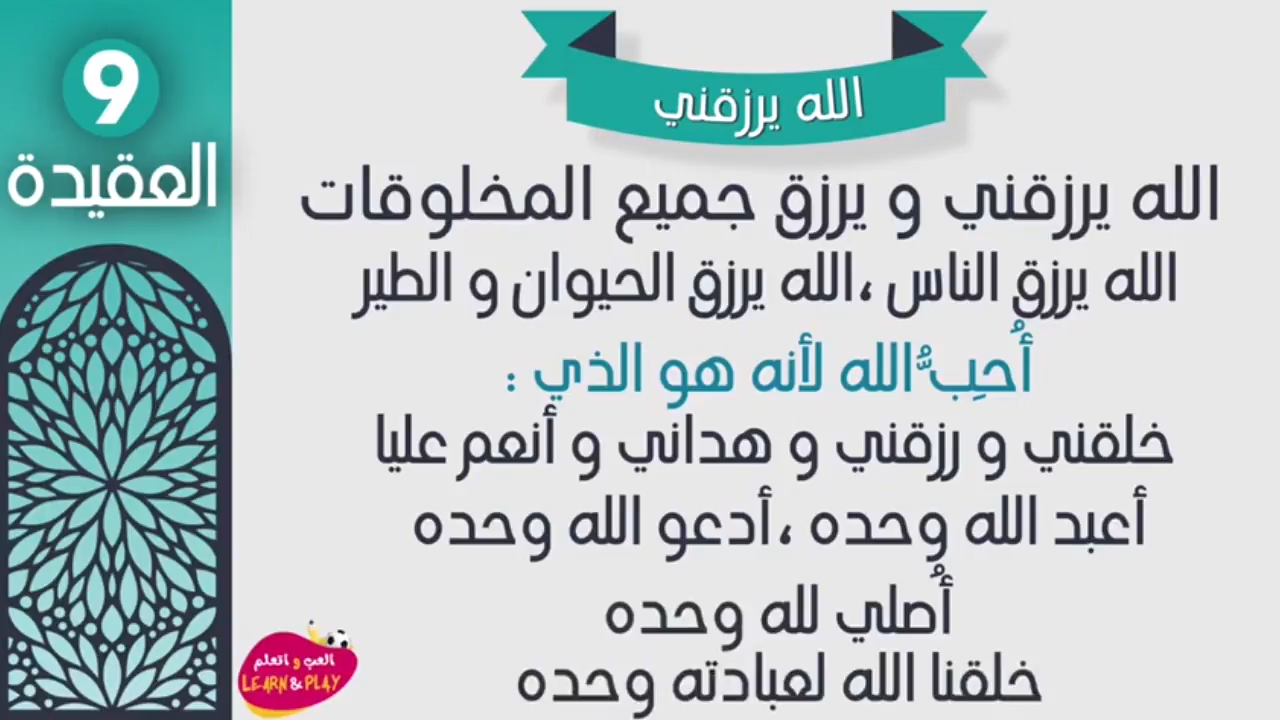 9
العقيدة
الله يرزقني
الله يرزقني و يرزق جميع المخلوقات
الله يرزق الناس ،الله يرزق الحيوان و الطير
أُحِبُّ الله لأنه هو الذي :
خلقني و رزقني و هداني و أنعم عليا
أعبد الله وحده ،أدعو الله وحده
أُصلي لله وحده
خلقنا الله لعبادته وحده
العب و اتعلم
LEARN & PLAY